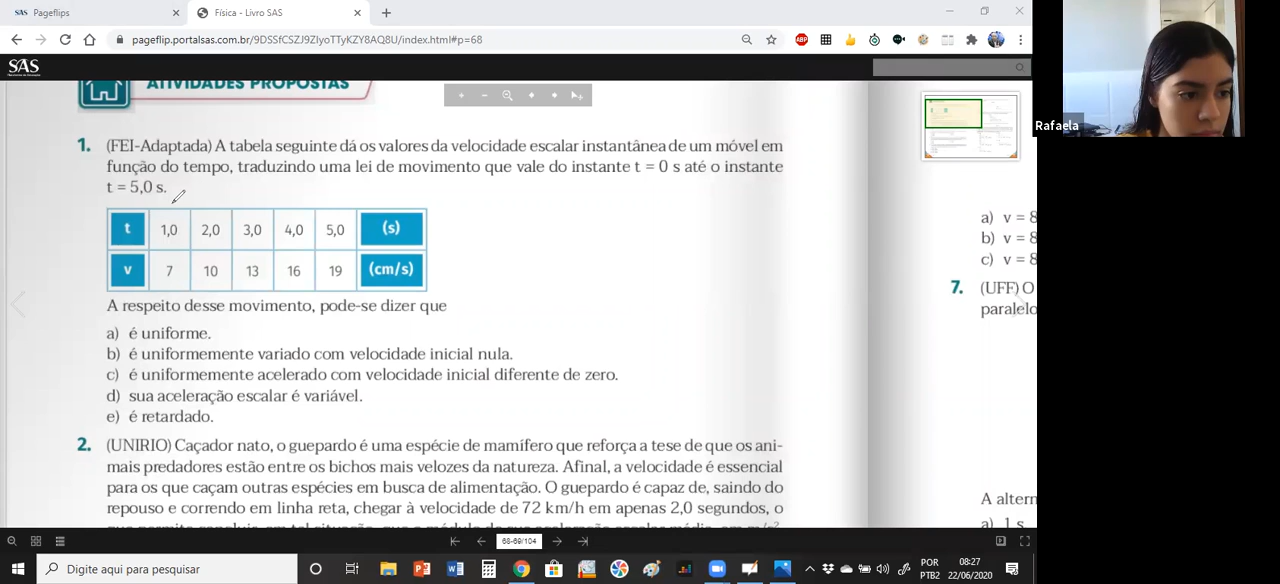 SAS Pageflips
Física - Livro SAS
pageflip.portalsas.com.br/9DSSfCSZJ9ZIyoTTyKZY8AQ8U/index.html#p=68
ABP
SAS
ATIVIDADES PROPOSTAS
1. (FEI-Adaptada) A tabela seguinte dá os valores da velocidade escalar instantânea de um móvel em
função do tempo, traduzindo uma lei de movimento que vale do instante t = 0 s até o instante
t = 5,0 s.
t 1,0 2,0 3,0 4,0 5,0 (s)
v 7 10 13 16 19 (cm/s)
A respeito desse movimento, pode-se dizer que
a) é uniforme.
b) é uniformemente variado com velocidade inicial nula.
c) é uniformemente acelerado com velocidade inicial diferente de zero.
d) sua aceleração escalar é variável.
e) é retardado.
2. (UNIRIO) Caçador nato, o guepardo é uma espécie de mamífero que reforça a tese de que os ani-
mais predadores estão entre os bichos mais velozes da natureza. Afinal, a velocidade é essencial
para os que caçam outras espécies em busca de alimentação. O guepardo é capaz de, saindo do
repouso e correndo em linha reta, chegar à velocidade de 72 km/h em apenas 2,0 segundos, o
a) v = 8
b) v = 8
c) v = 8
7. (UFF) O
paralelo
A altern
a) 1 s
Rafaela
68-69/104
Digite aqui para pesquisar
POR
PTB2
08:27
22/06/2020